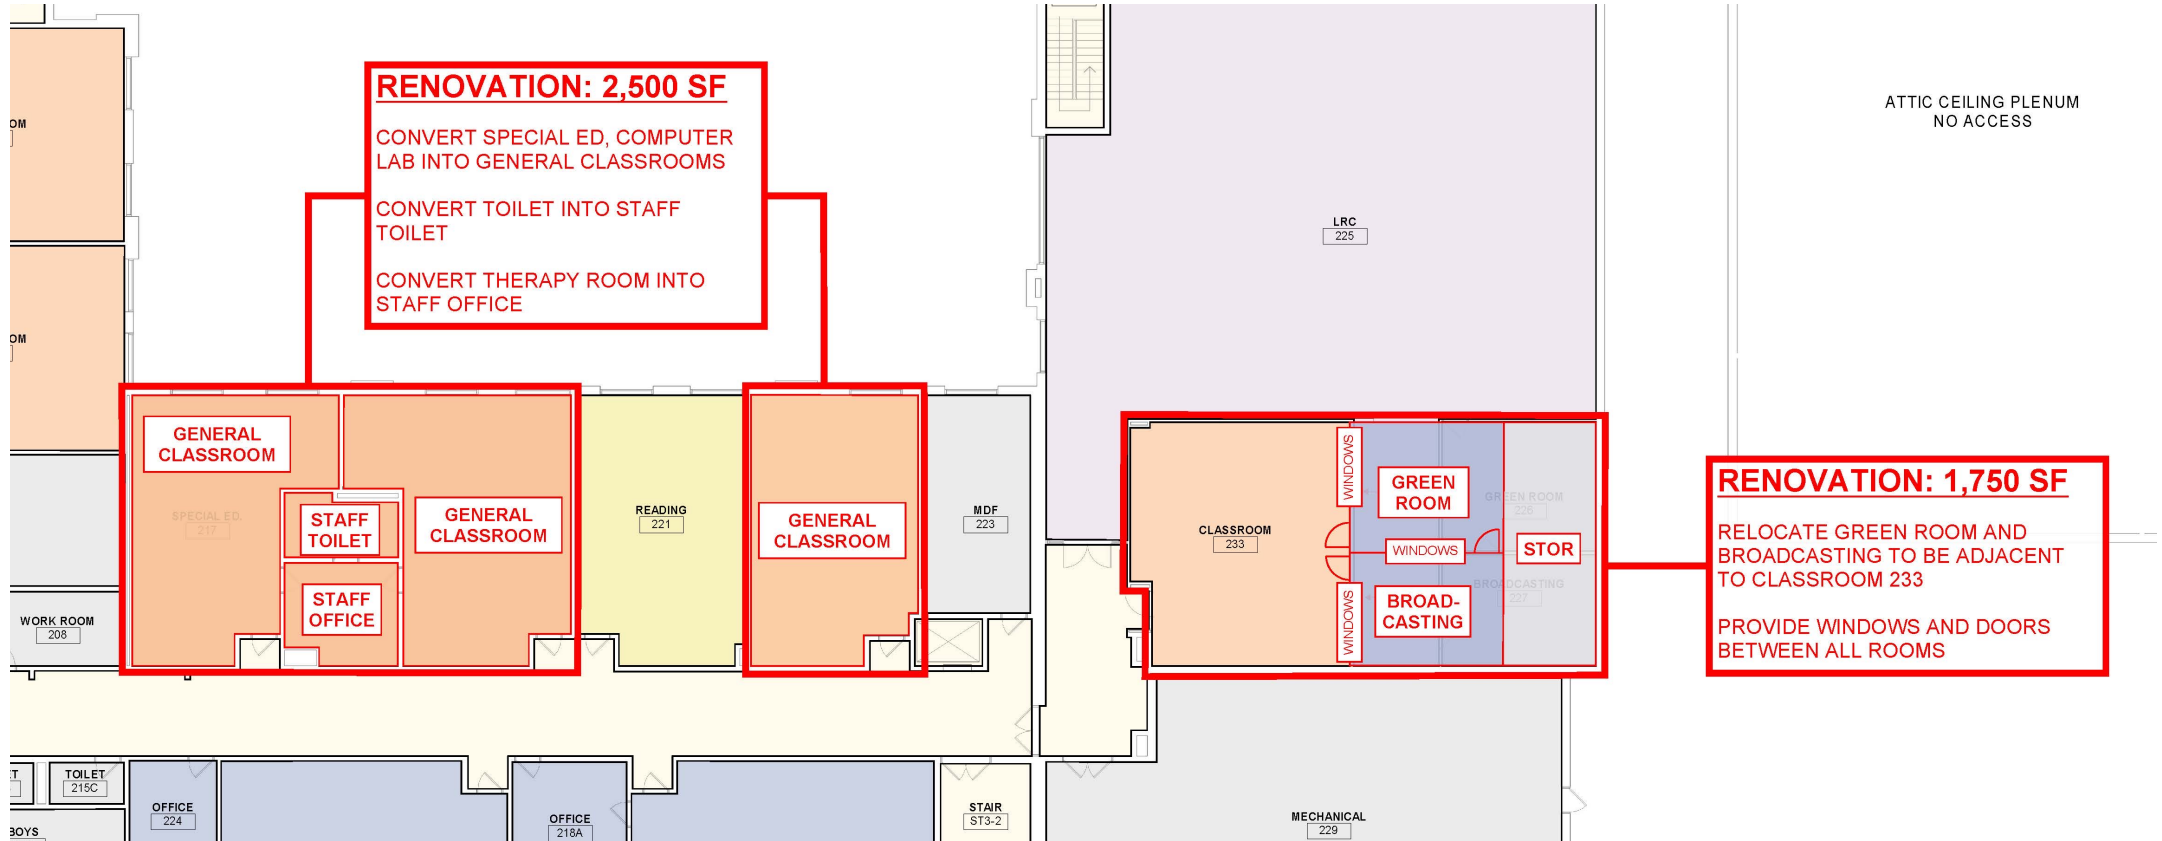 RENOVATION: 2,500 SF
CONVERT SPECIAL ED, COMPUTER
LAB INTO GENERAL CLASSROOMS
CONVERT TOILET INTO STAFF
TOILET
CONVERT THERAPY ROOM INTO
STAFF OFFICE
ATTIC CEILING PLENUM
NO ACCESS
OM
OM
LRC
225
GENERAL
CLASSROOM
SPECIAL ED.
217
STAFF
TOILET
STAFF
OFFICE
GENERAL
CLASSROOM
READING
221
GENERAL
CLASSROOM
MDF
223
CLASSROOM
233
WINDOWS
WINDOWS
WINDOWS
GREEN
ROOM
BROAD-
CASTING
GREEN ROOM
226
BROADCASTING
227
STOR
RENOVATION: 1,750 SF
RELOCATE GREEN ROOM AND
BROADCASTING TO BE ADJACENT
TO CLASSROOM 233
PROVIDE WINDOWS AND DOORS
BETWEEN ALL ROOMS
WORK ROOM
208
ET
TOILET
215C
BOYS
OFFICE
224
OFFICE
218A
STAIR
ST3-2
MECHANICAL
229